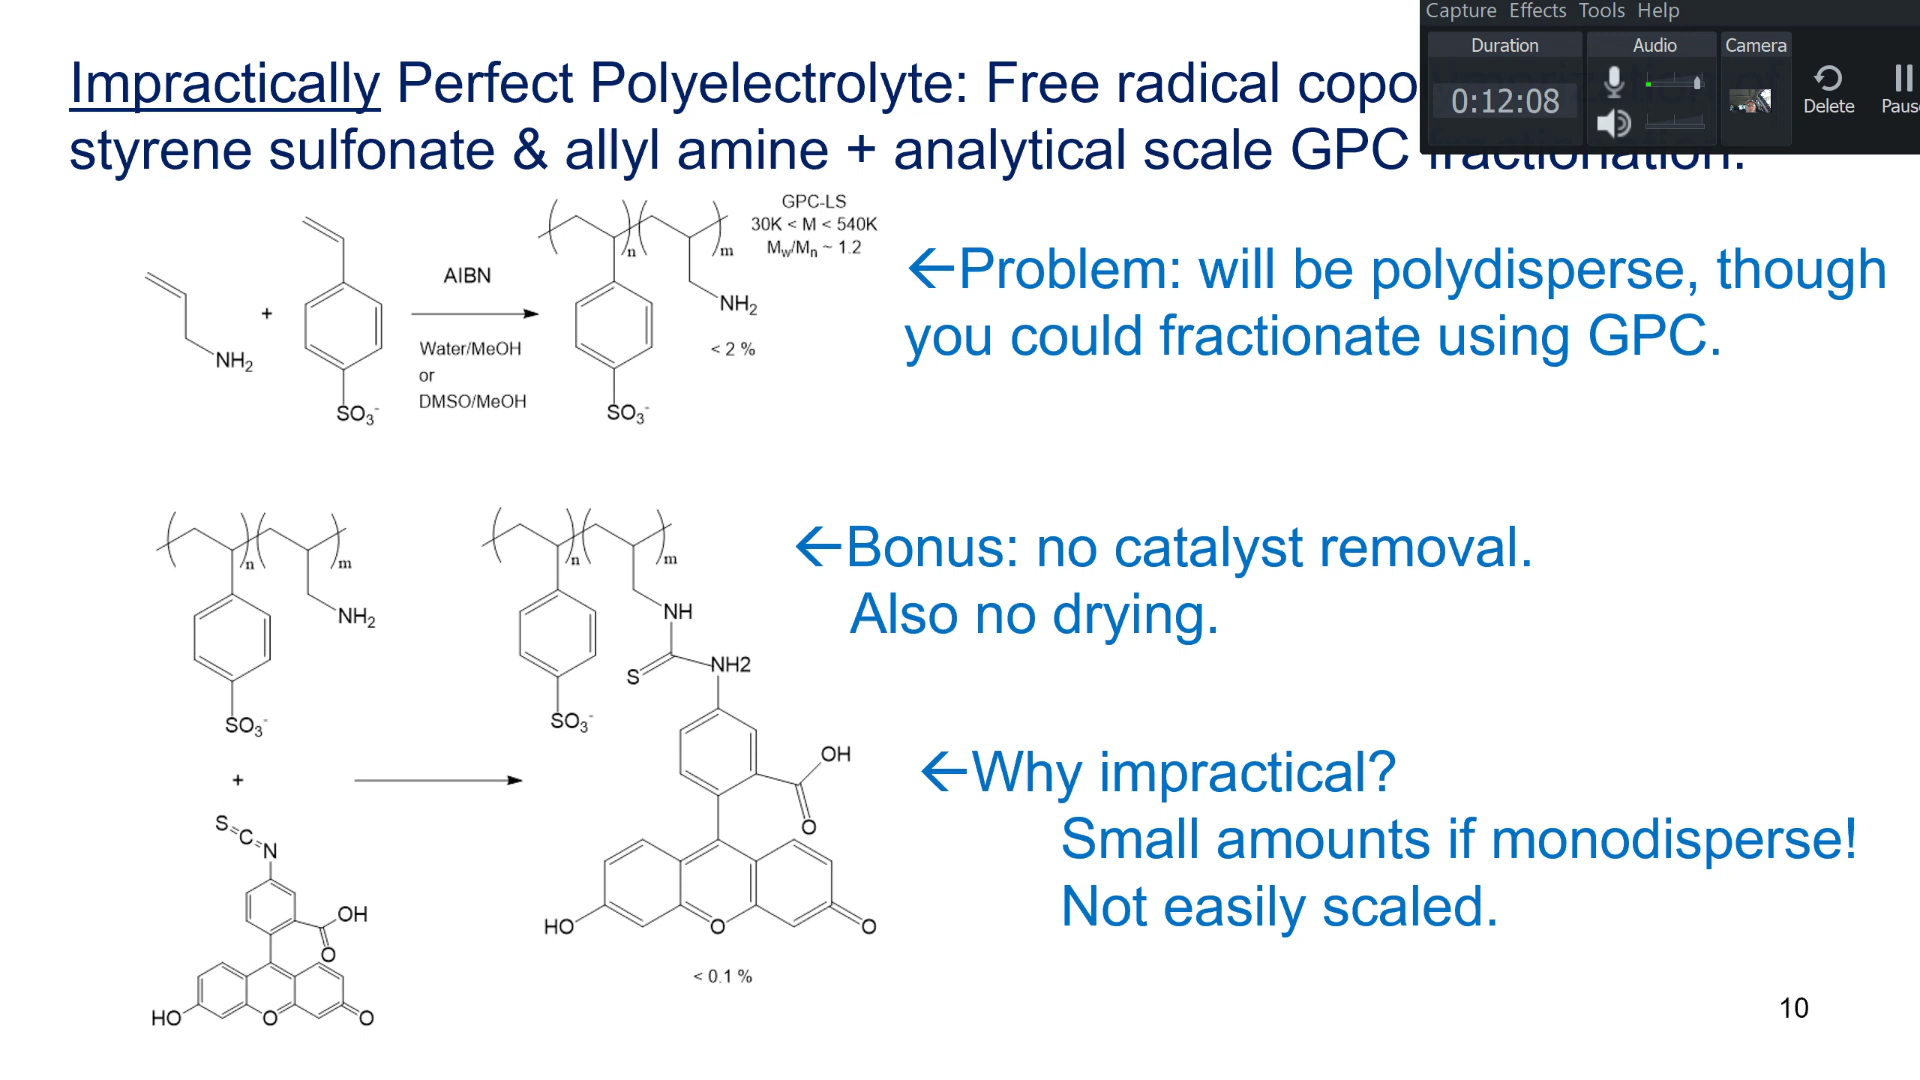 Capture Effects Tools Help
Duration Audio Camera
0:12:08 Delete Paus
Impractically Perfect Polyelectrolyte: Free radical copo
styrene sulfonate & allyl amine + analytical scale GPC fractionation.
GPC-LS
30K < M < 540K
Mw/Mn ~ 1.2
n m
AIBN
+
NH2
NH2
Water/MeOH
or
DMSO/MeOH
< 2 %
SO3-
SO3-
←Problem: will be polydisperse, though
you could fractionate using GPC.
n m
n m
NH2
NH
S NH2
SO3-
SO3-
←Bonus: no catalyst removal.
Also no drying.
+
S C N
OH
O
HO O O
OH
O
HO O O
< 0.1 %
←Why impractical?
Small amounts if monodisperse!
Not easily scaled.
10